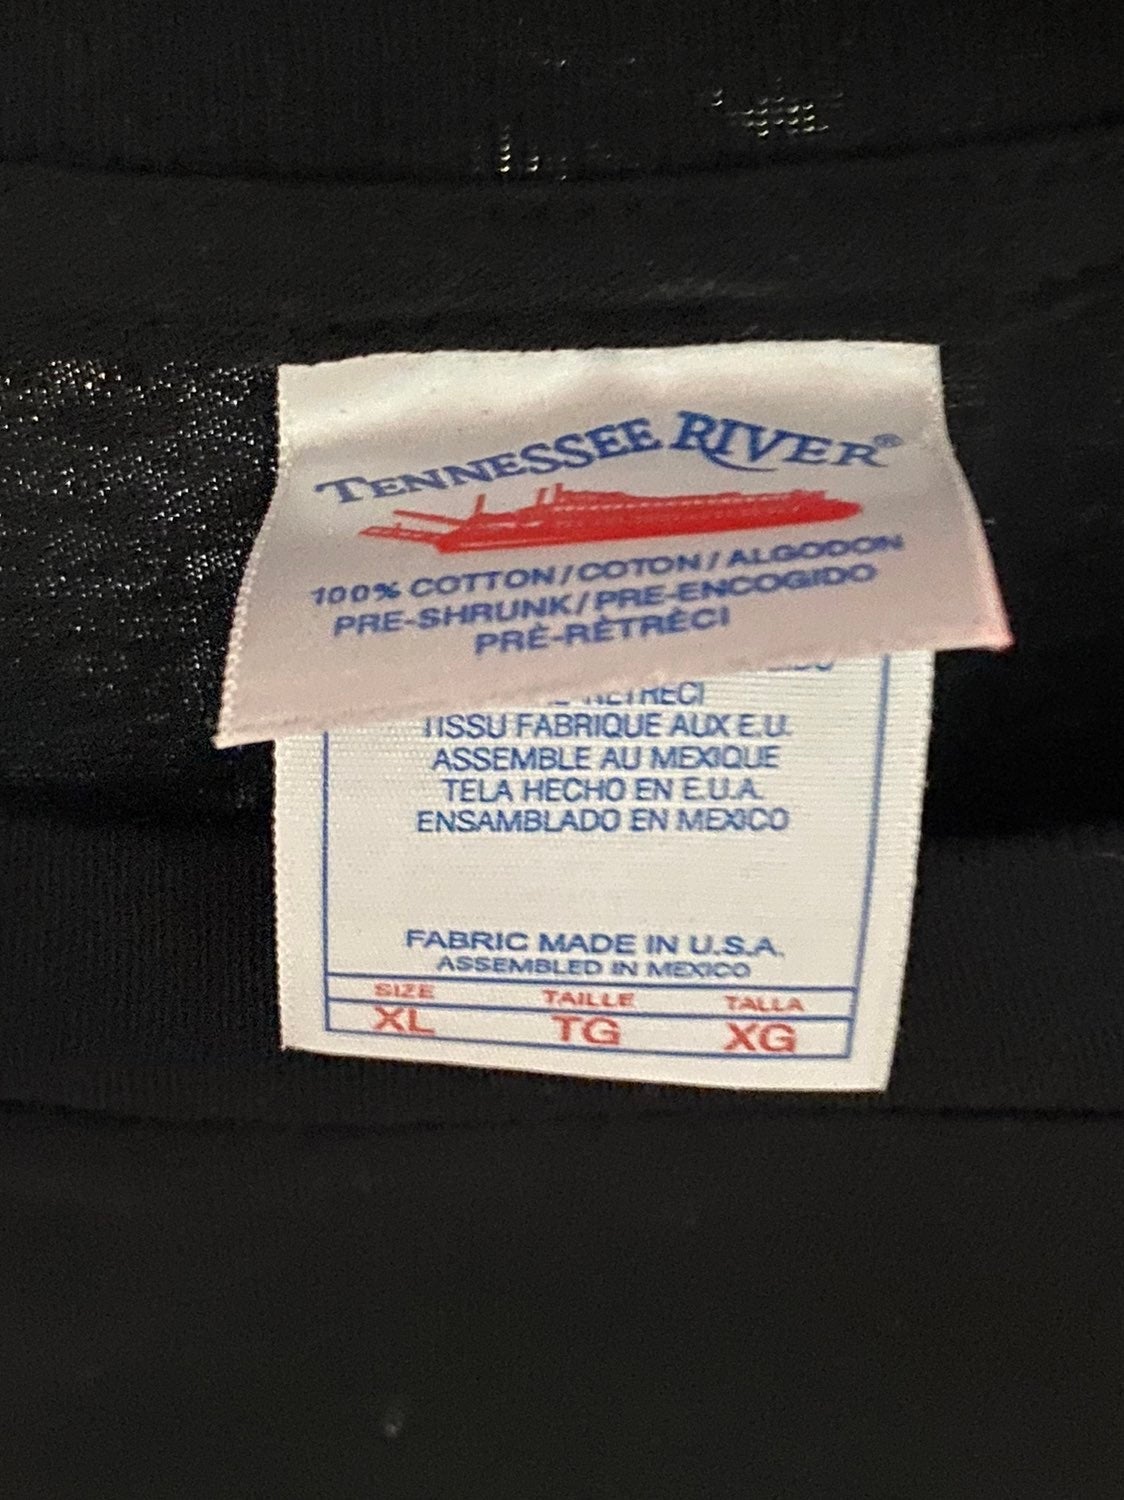 TENNESSEE RIVER®
100% COTTON/COTON/ALGODON
PRE-SHRUNK/PRE-ENCOGIDO
PRÉ-RÉTRÉCI
RETRECI
TISSU FABRIQUE AUX E.U.
ASSEMBLE AU MEXIQUE
TELA HECHO EN E.U.A.
ENSAMBLADO EN MEXICO
FABRIC MADE IN U.S.A.
ASSEMBLED IN MEXICO
SIZE TAILLE TALLA
XL TG XG